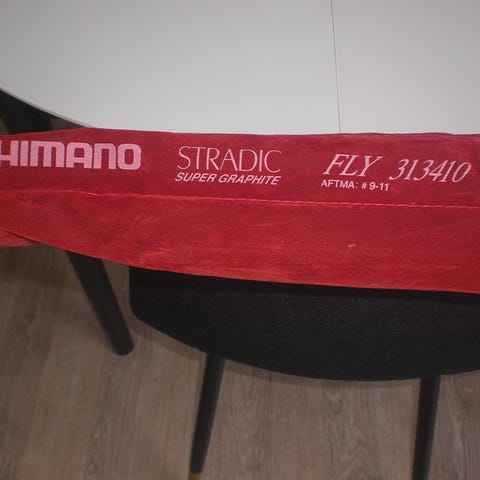 HIMANO STRADIC FLY 313410
SUPER GRAPHITE AFTMA: # 9-11